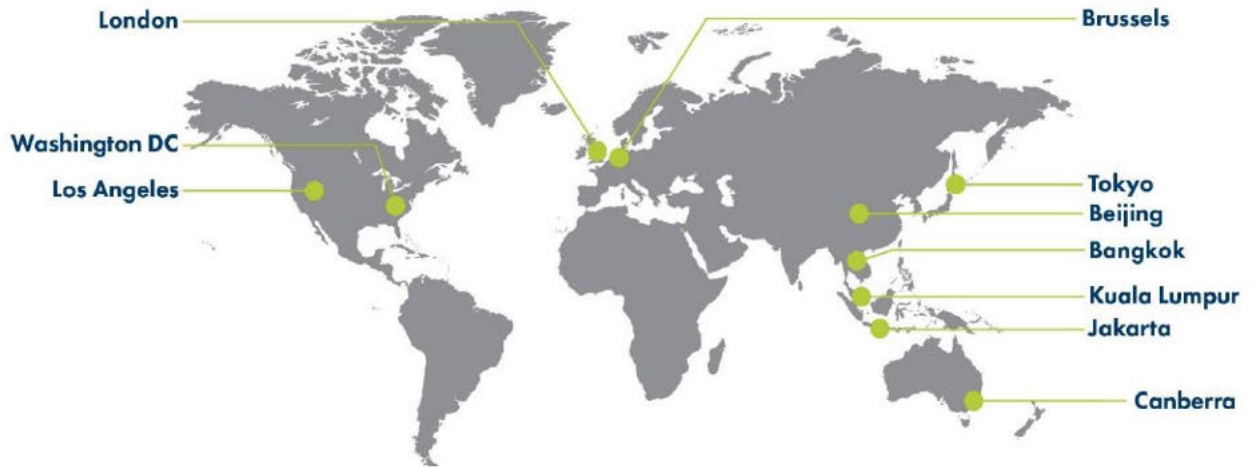 London
Brussels
Washington DC
Los Angeles
Tokyo
Beijing
Bangkok
Kuala Lumpur
Jakarta
Canberra